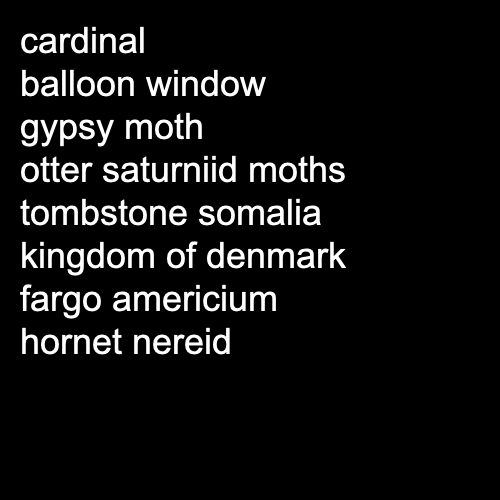 cardinal
balloon window
gypsy moth
otter saturniid moths
tombstone somalia
kingdom of denmark
fargo americium
hornet nereid